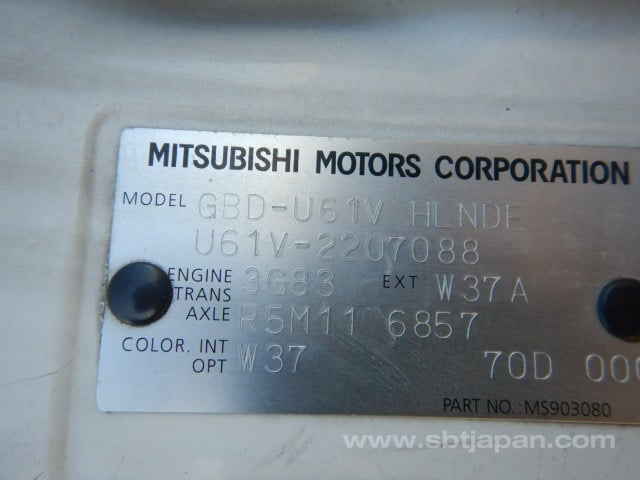 MITSUBISHI MOTORS CORPORATION
MODEL GBD-U61V HLNDE
U61V-2207088
ENGINE 3G83 EXT W37A
TRANS
AXLE R5M11 6857
COLOR. INT W37 70D 000
OPT
PART NO.:MS903080
www.sbtjapan.com